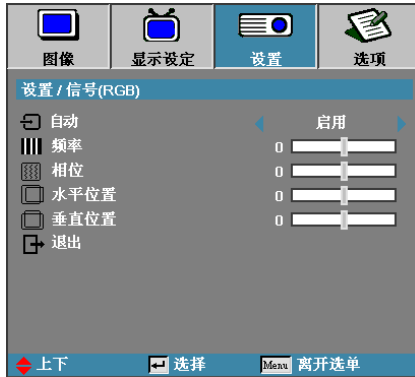 图像 显示设定 设置 选项
设置 / 信号(RGB)
自动 启用
频率 0
相位 0
水平位置 0
垂直位置 0
退出
上下 选择 Menu 离开选单